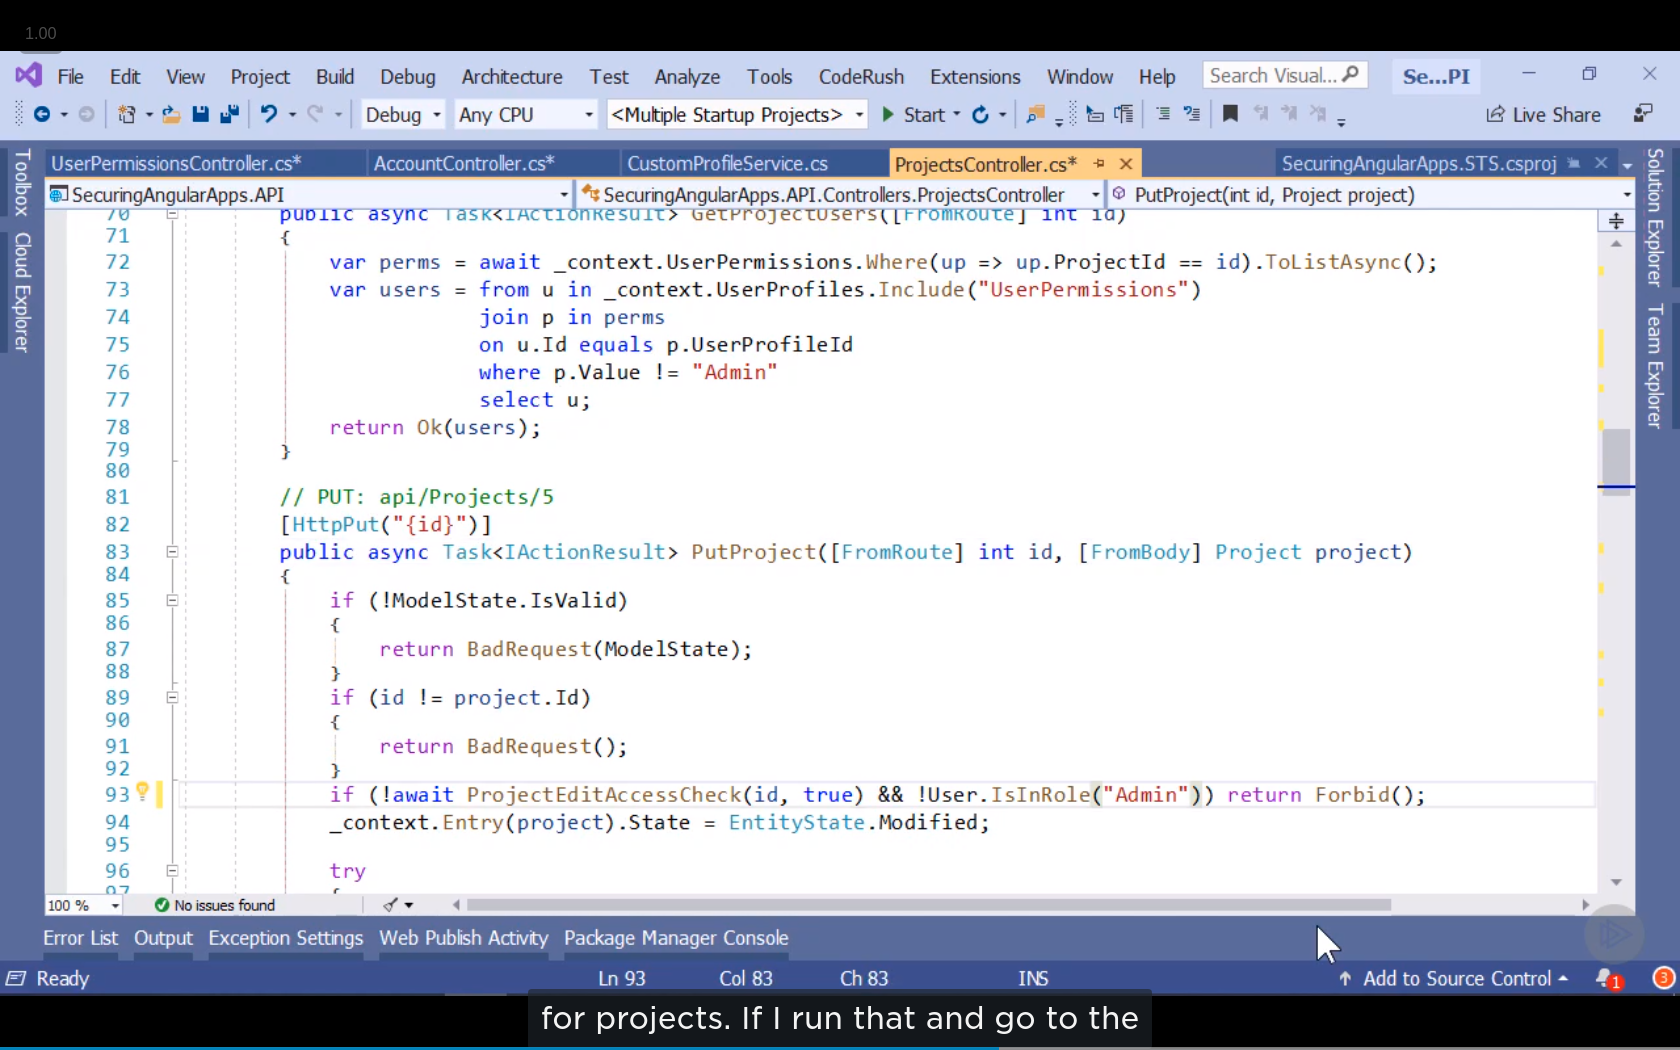 1.00
File Edit View Project Build Debug Architecture Test Analyze Tools CodeRush Extensions Window Help Search Visual... Se...PI
Debug Any CPU <Multiple Startup Projects> Start Live Share
UserPermissionsController.cs* AccountController.cs* CustomProfileService.cs ProjectsController.cs* SecuringAngularApps.STS.csproj
SecuringAngularApps.API SecuringAngularApps.API.Controllers.ProjectsController PutProject(int id, Project project)
Toolbox
Cloud Explorer
Solution Explorer
Team Explorer
70 public async Task<IActionResult> GetProjectUsers([FromRoute] int id)
71 {
72 var perms = await _context.UserPermissions.Where(up => up.ProjectId == id).ToListAsync();
73 var users = from u in _context.UserProfiles.Include("UserPermissions")
74 join p in perms
75 on u.Id equals p.UserProfileId
76 where p.Value != "Admin"
77 select u;
78 return Ok(users);
79 }
80
81 // PUT: api/Projects/5
82 [HttpPut("{id}")]
83 public async Task<IActionResult> PutProject([FromRoute] int id, [FromBody] Project project)
84 {
85 if (!ModelState.IsValid)
86 {
87 return BadRequest(ModelState);
88 }
89 if (id != project.Id)
90 {
91 return BadRequest();
92 }
93 if (!await ProjectEditAccessCheck(id, true) && !User.IsInRole("Admin")) return Forbid();
94 _context.Entry(project).State = EntityState.Modified;
95
96 try
97 {
100 % No issues found
Error List Output Exception Settings Web Publish Activity Package Manager Console
Ready Ln 93 Col 83 Ch 83 INS Add to Source Control 1 3
for projects. If I run that and go to the